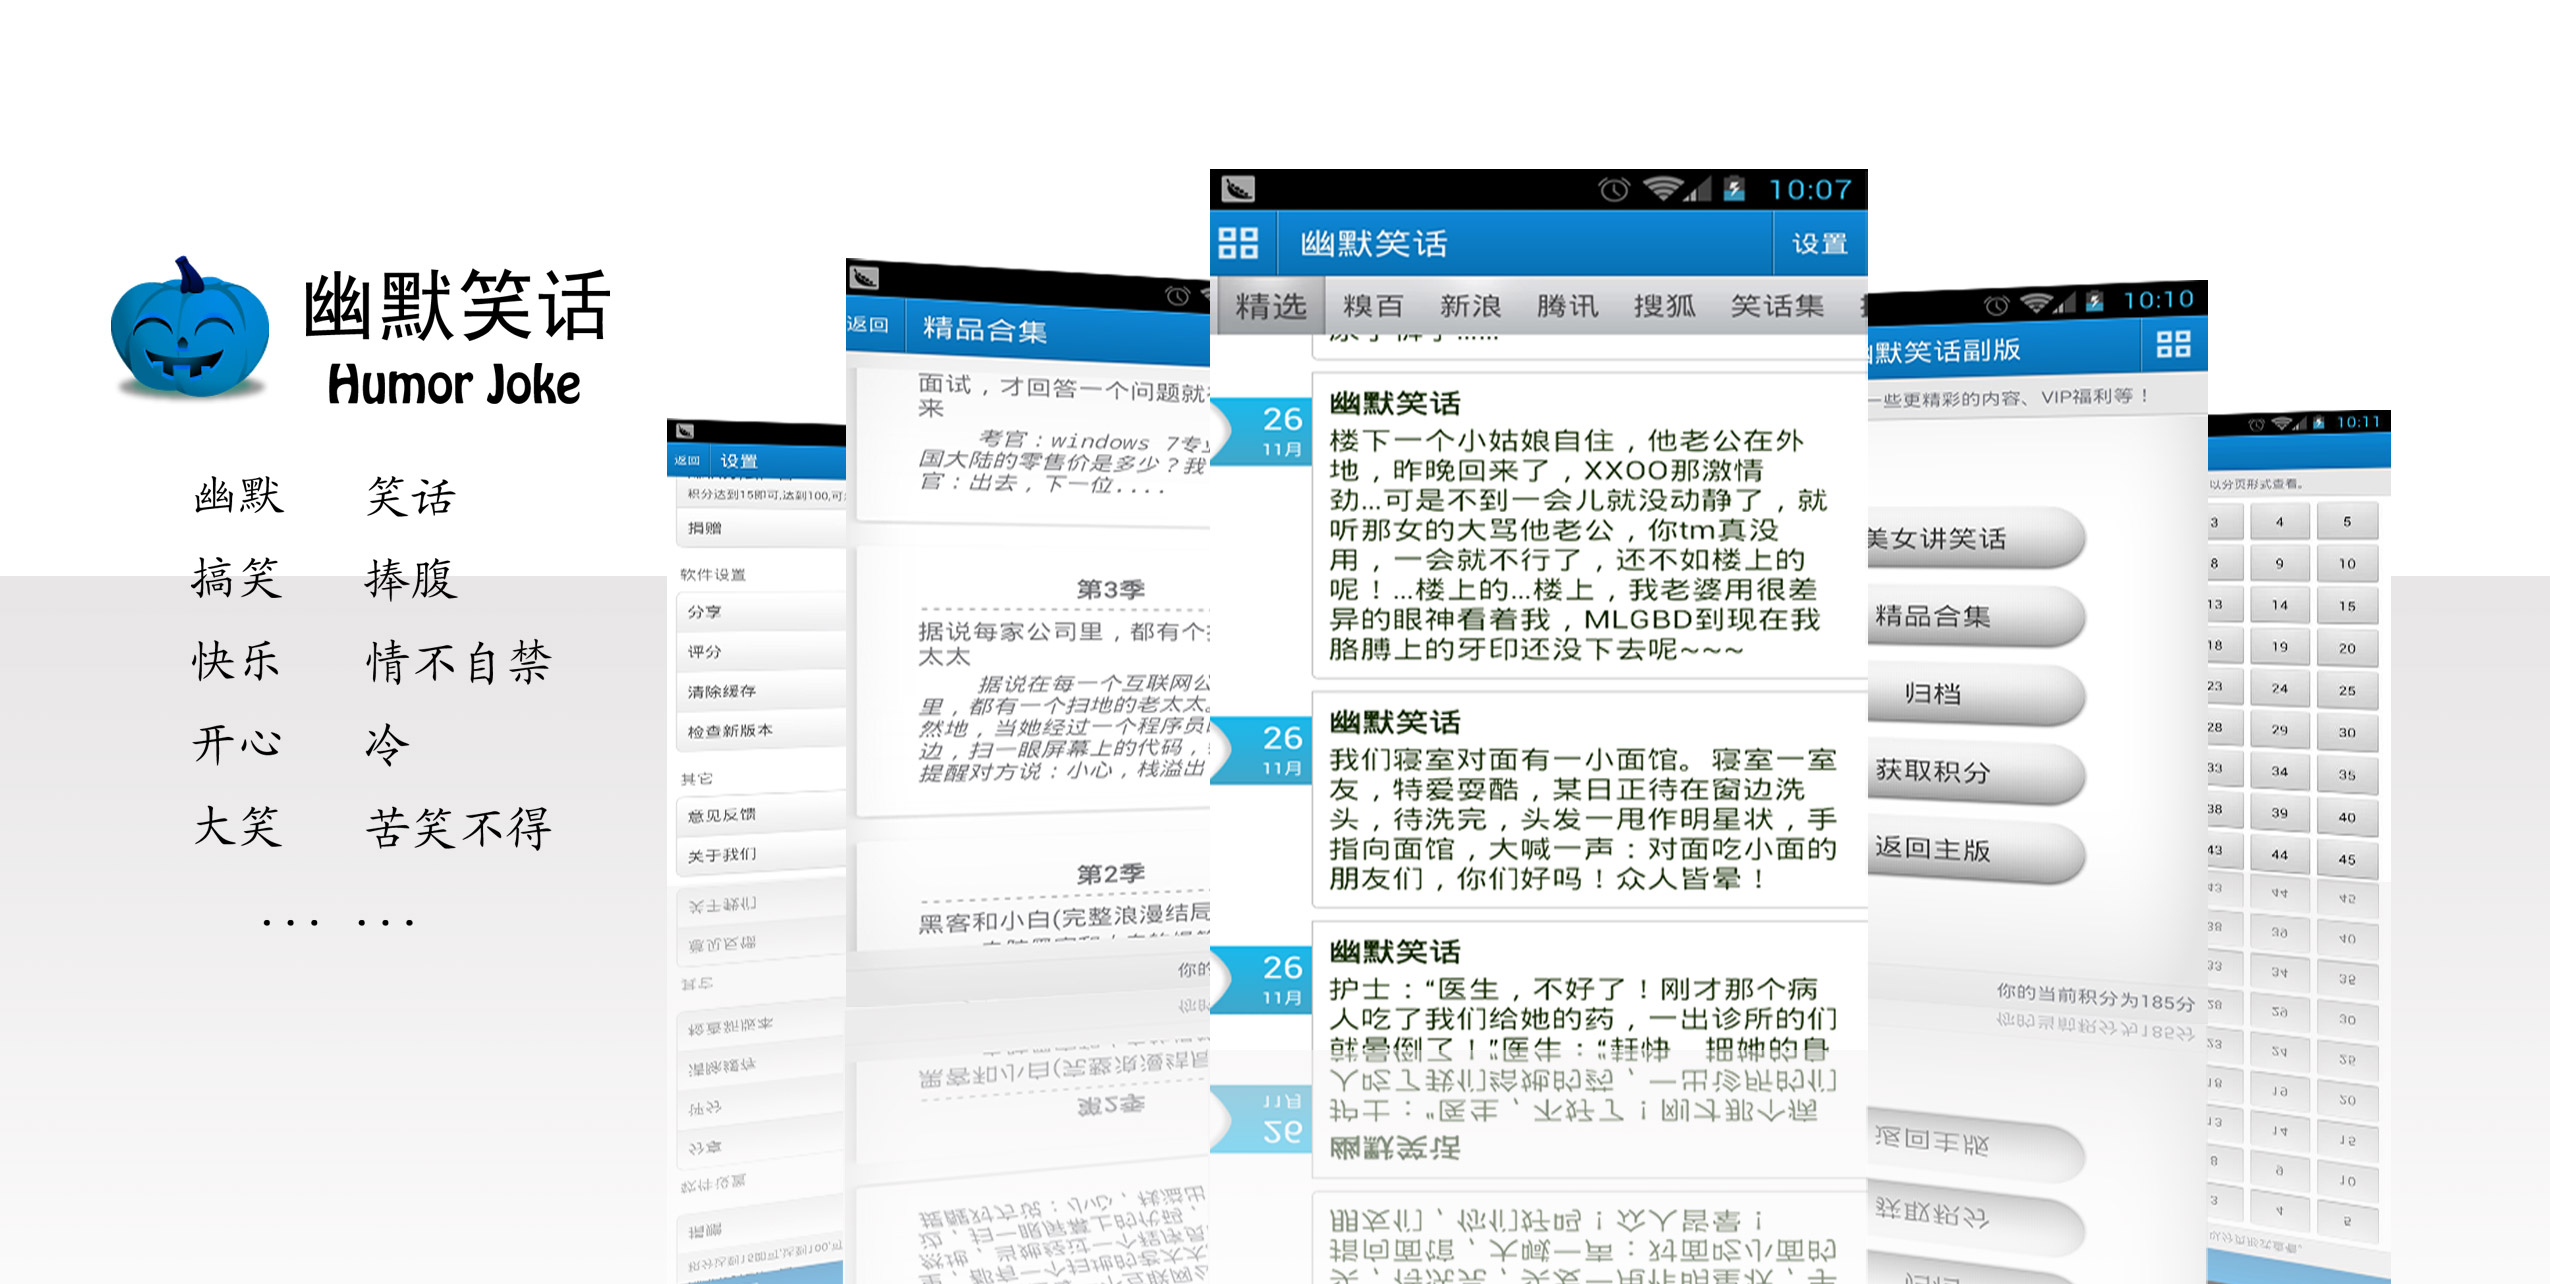 幽默笑话
Humor Joke
幽默 笑话
搞笑 捧腹
快乐 情不自禁
开心 冷
大笑 苦笑不得
... ...
返回 设置
积分达到15即可,达到100,可
捐赠
软件设置
分享
评分
清除缓存
检查新版本
其它
意见反馈
关于我们
返回 精品合集
面试，才回答一个问题就
来
考官：windows 7专
国大陆的零售价是多少？我
官：出去，下一位....
第3季
据说每家公司里，都有个
太太
据说在每一个互联网公
里，都有一个扫地的老太太。
然地，当她经过一个程序员
边，扫一眼屏幕上的代码，
提醒对方说：小心，栈溢出
第2季
黑客和小白(完整浪漫结局
你的
10:07
幽默笑话 设置
精选 糗百 新浪 腾讯 搜狐 笑话集
26
11月
幽默笑话
楼下一个小姑娘自住，他老公在外
地，昨晚回来了，XXOO那激情
劲...可是不到一会儿就没动静了，就
听那女的大骂他老公，你tm真没
用，一会就不行了，还不如楼上的
呢！...楼上的...楼上，我老婆用很差
异的眼神看着我，MLGBD到现在我
胳膊上的牙印还没下去呢~~~
26
11月
幽默笑话
我们寝室对面有一小面馆。寝室一室
友，特爱耍酷，某日正待在窗边洗
头，待洗完，头发一甩作明星状，手
指向面馆，大喊一声：对面吃小面的
朋友们，你们好吗！众人皆晕！
26
11月
幽默笑话
护士：“医生，不好了！刚才那个病
人吃了我们给她的药，一出诊所的们
就晕倒了！”医生：“赶快　把她的身
10:10
默笑话副版
一些更精彩的内容、VIP福利等！
美女讲笑话
精品合集
归档
获取积分
返回主版
你的当前积分为185分
10:11
以分页形式查看。
3 4 5
8 9 10
13 14 15
18 19 20
23 24 25
28 29 30
33 34 35
38 39 40
43 44 45